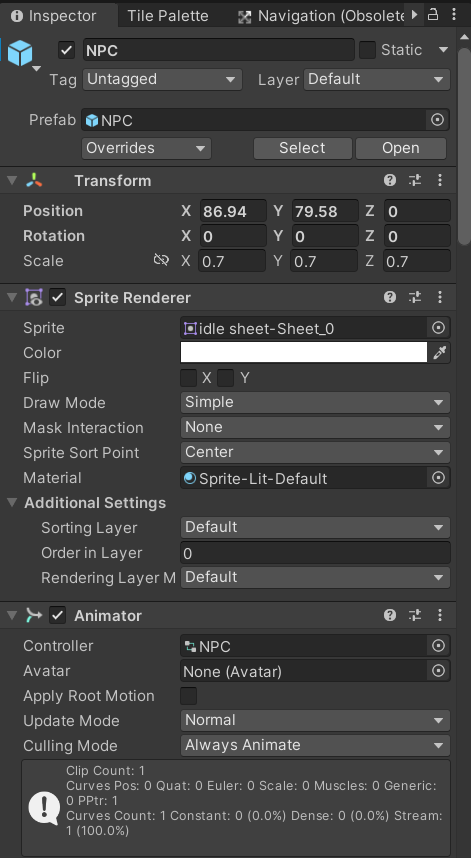 Inspector Tile Palette Navigation (Obsolete
NPC Static
Tag Untagged Layer Default
Prefab NPC
Overrides Select Open
Transform
Position X 86.94 Y 79.58 Z 0
Rotation X 0 Y 0 Z 0
Scale X 0.7 Y 0.7 Z 0.7
Sprite Renderer
Sprite idle sheet-Sheet_0
Color
Flip X Y
Draw Mode Simple
Mask Interaction None
Sprite Sort Point Center
Material Sprite-Lit-Default
Additional Settings
Sorting Layer Default
Order in Layer 0
Rendering Layer M Default
Animator
Controller NPC
Avatar None (Avatar)
Apply Root Motion
Update Mode Normal
Culling Mode Always Animate
Clip Count: 1
Curves Pos: 0 Quat: 0 Euler: 0 Scale: 0 Muscles: 0 Generic:
0 PPtr: 1
Curves Count: 1 Constant: 0 (0.0%) Dense: 0 (0.0%) Stream:
1 (100.0%)